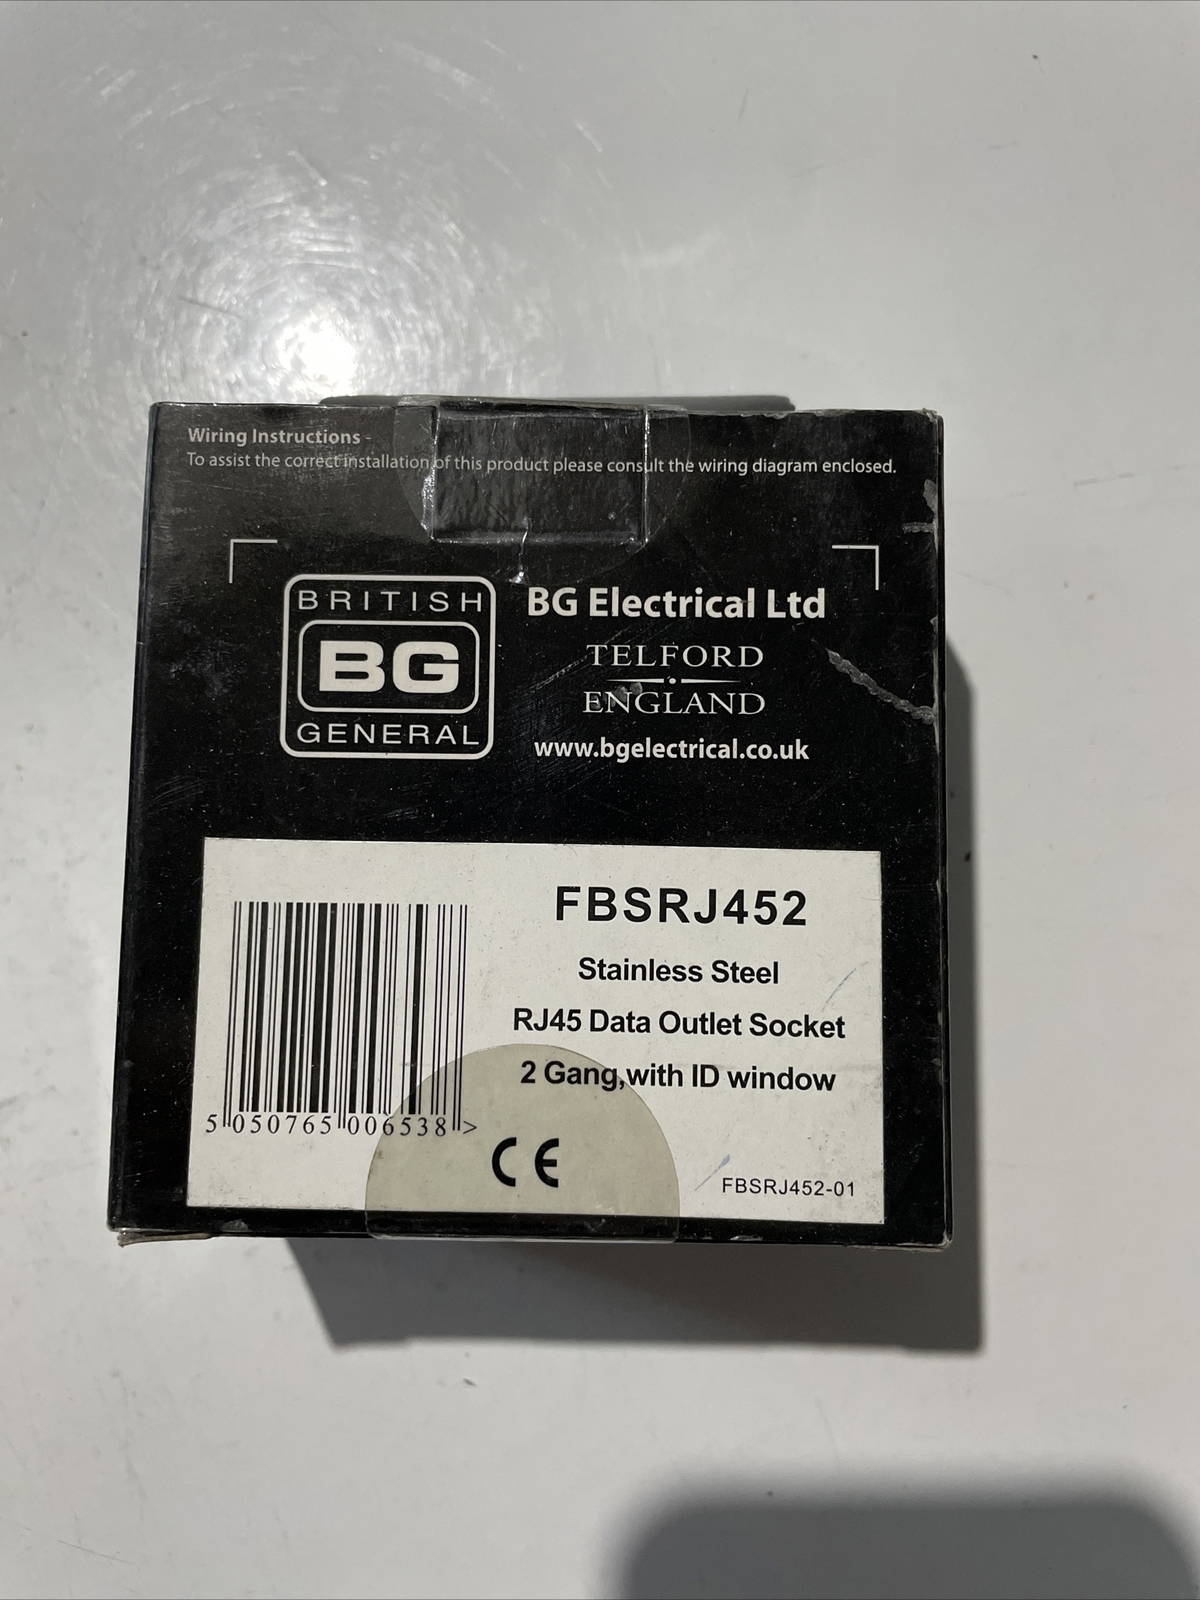 Wiring Instructions -
To assist the correct installation of this product please consult the wiring diagram enclosed.
BRITISH
BG
GENERAL
BG Electrical Ltd
TELFORD
ENGLAND
www.bgelectrical.co.uk
FBSRJ452
Stainless Steel
RJ45 Data Outlet Socket
2 Gang,with ID window
5 050765 006538 >
CE
FBSRJ452-01